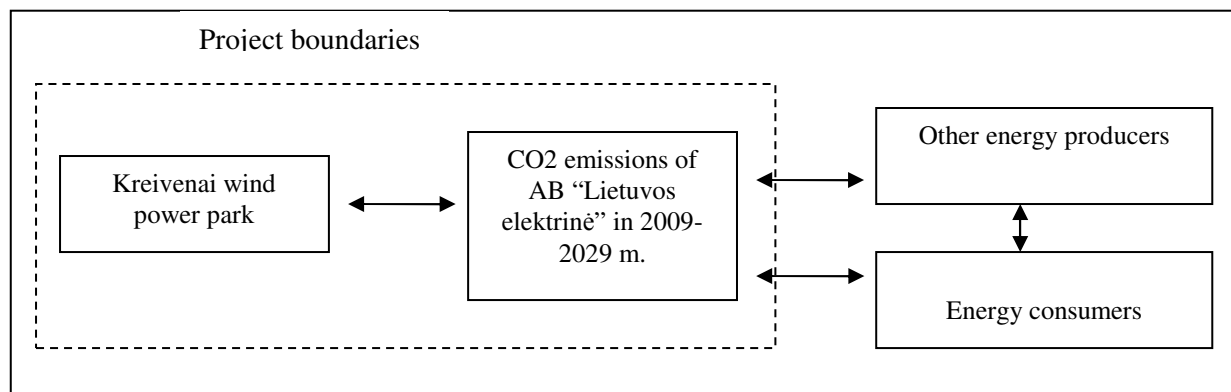 Project boundaries
Kreivenai wind
power park
CO2 emissions of
AB “Lietuvos
elektrinė” in 2009-
2029 m.
Other energy producers
Energy consumers